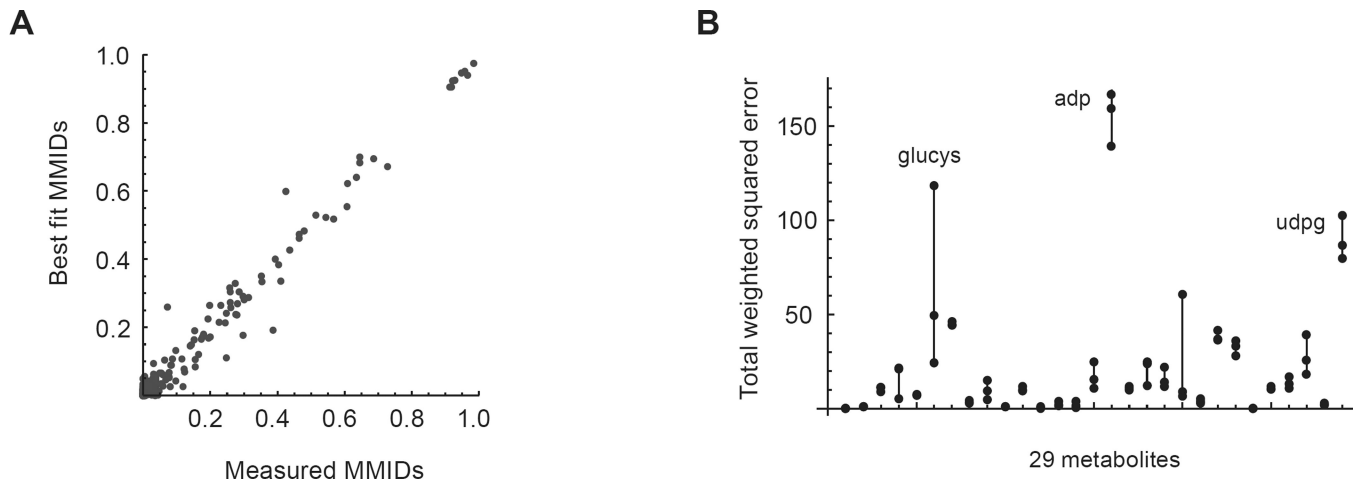 A
1.0
0.8
0.6
0.4
0.2
Best fit MMIDs
0.2 0.4 0.6 0.8 1.0
Measured MMIDs
B
Total weighted squared error
150
100
50
adp
glucys
udpg
29 metabolites